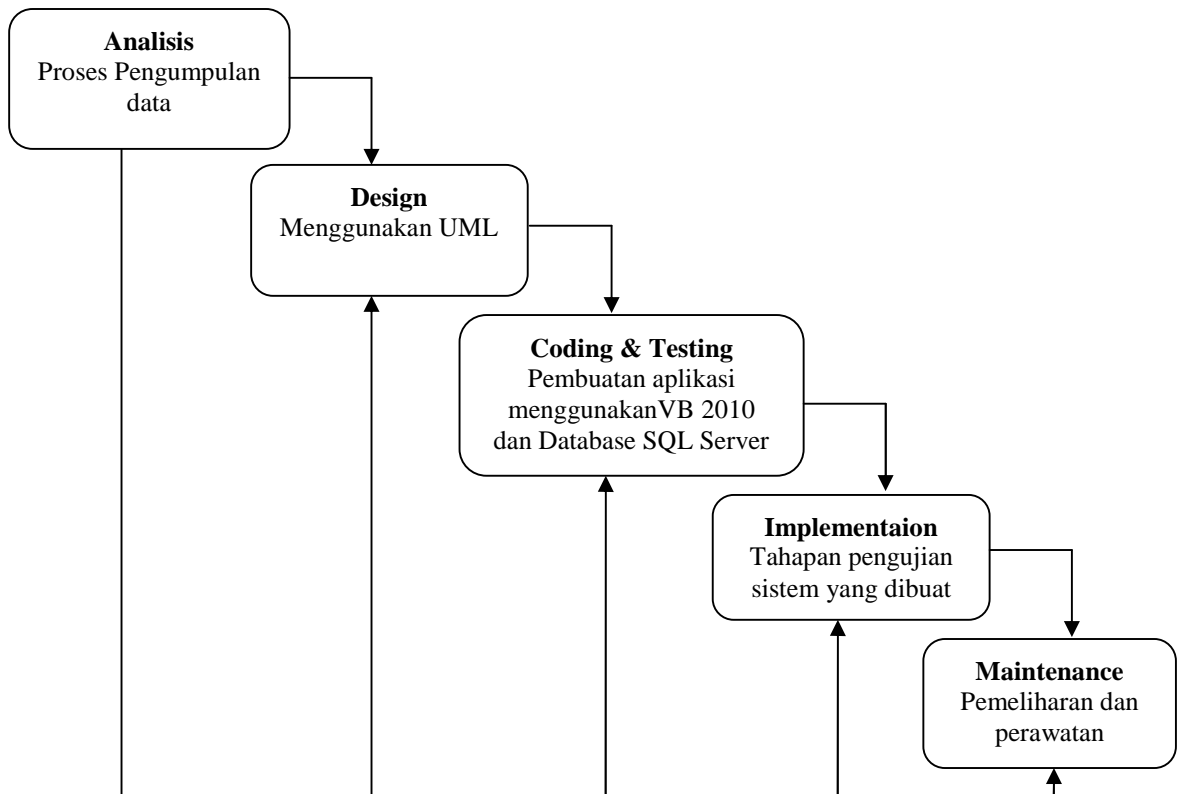 Analisis
Proses Pengumpulan
data
Design
Menggunakan UML
Coding & Testing
Pembuatan aplikasi
menggunakanVB 2010
dan Database SQL Server
Implementaion
Tahapan pengujian
sistem yang dibuat
Maintenance
Pemeliharan dan
perawatan